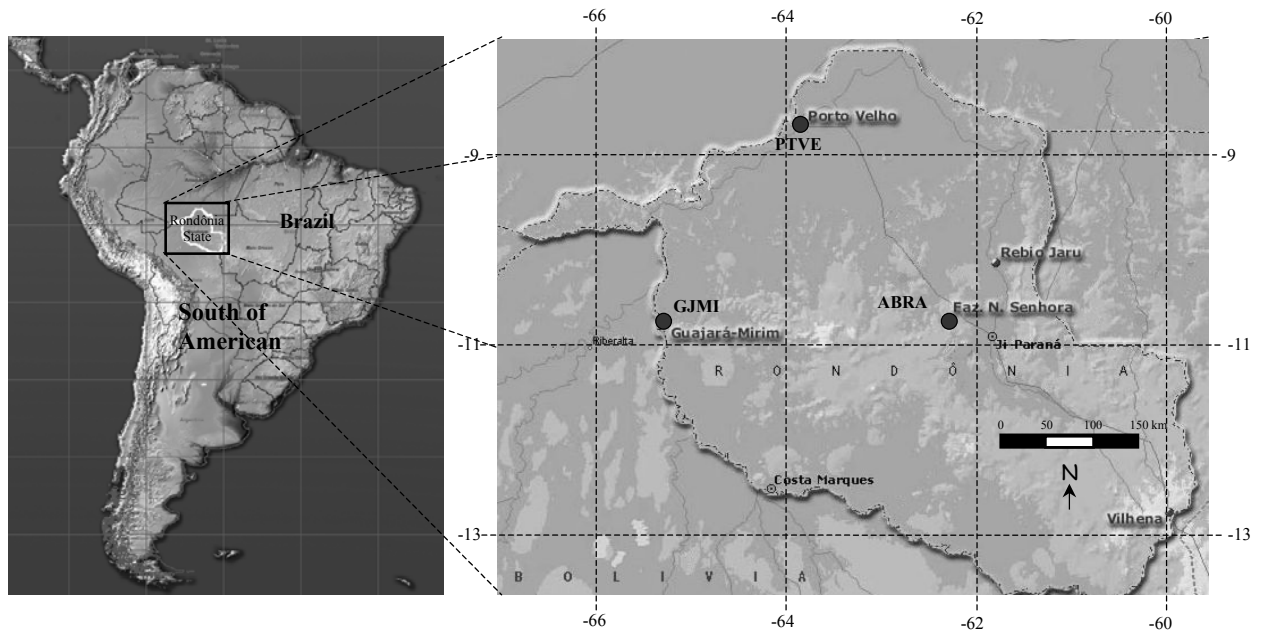 -66
-64
-62
-60
Porto Velho
PTVE
-9
-9
Rondônia
State
Brazil
Rebio Jaru
South of
American
GJMI
ABRA
Faz. N. Senhora
Guajará-Mirim
Riberalta
Ji-Paraná
-11
-11
R O N D Ô N I A
0 50 100 150 km
N
Costa Marques
Vilhena
-13
-13
B O L I V I A
-66
-64
-62
-60